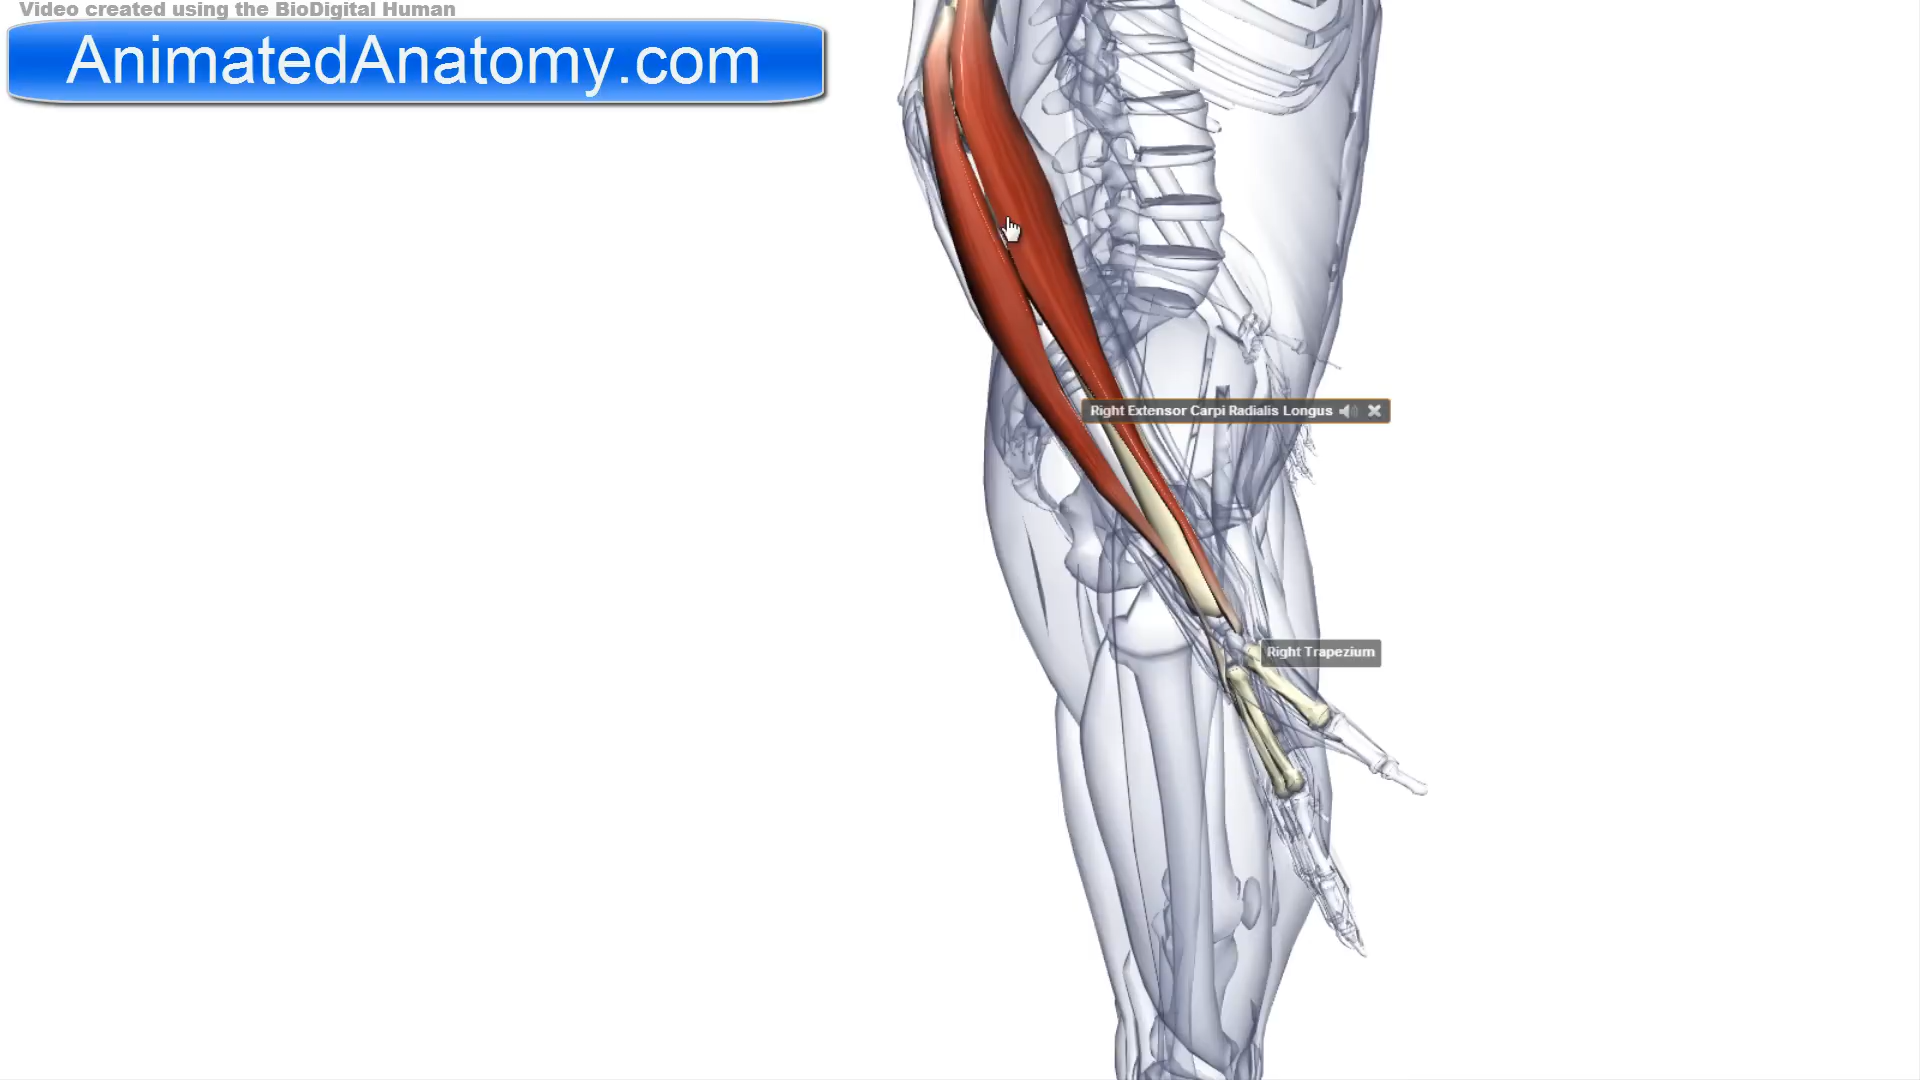 Video created using the BioDigital Human
AnimatedAnatomy.com
Right Extensor Carpi Radialis Longus
Right Trapezium